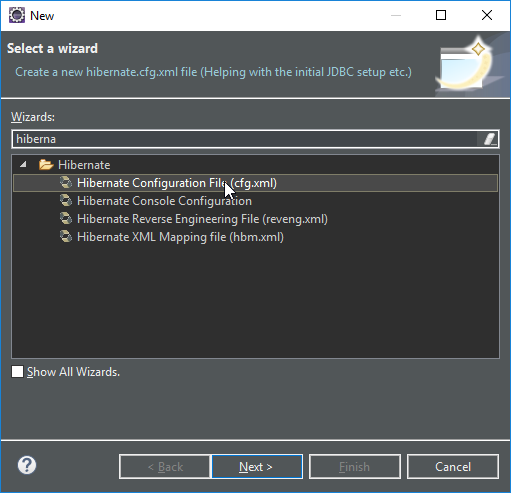 New
Select a wizard
Create a new hibernate.cfg.xml file (Helping with the initial JDBC setup etc.)
Wizards:
hiberna
Hibernate
Hibernate Configuration File (cfg.xml)
Hibernate Console Configuration
Hibernate Reverse Engineering File (reveng.xml)
Hibernate XML Mapping file (hbm.xml)
Show All Wizards.
? < Back Next > Finish Cancel